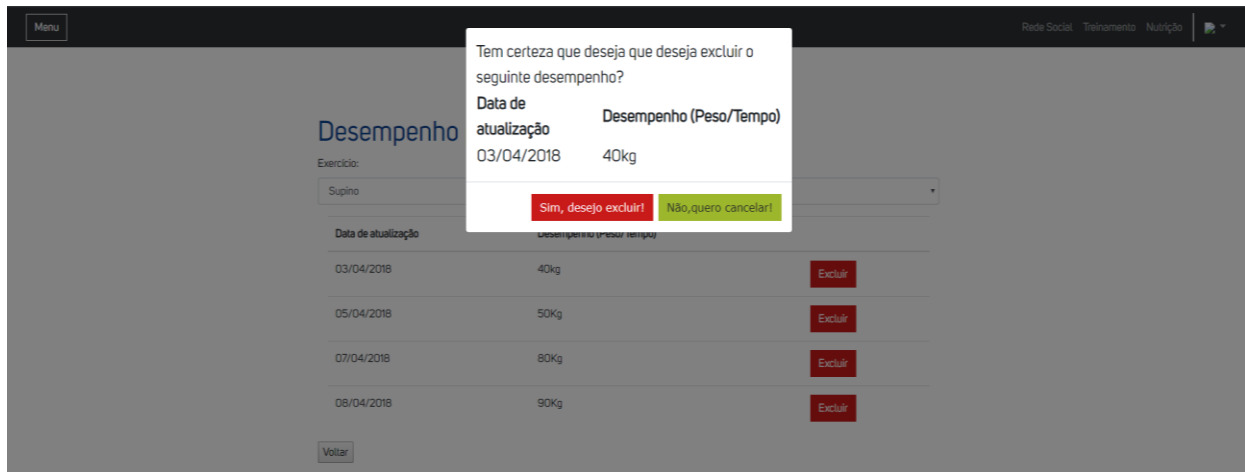 Menu
Rede Social Treinamento Nutrição
Tem certeza que deseja que deseja excluir o
seguinte desempenho?
Data de
atualização
Desempenho (Peso/Tempo)
03/04/2018 40kg
Sim, desejo excluir! Não,quero cancelar!
Desempenho
Exercício:
Supino
Data de atualização Desempenho (Peso/Tempo)
03/04/2018 40kg Excluir
05/04/2018 50Kg Excluir
07/04/2018 80Kg Excluir
08/04/2018 90Kg Excluir
Voltar